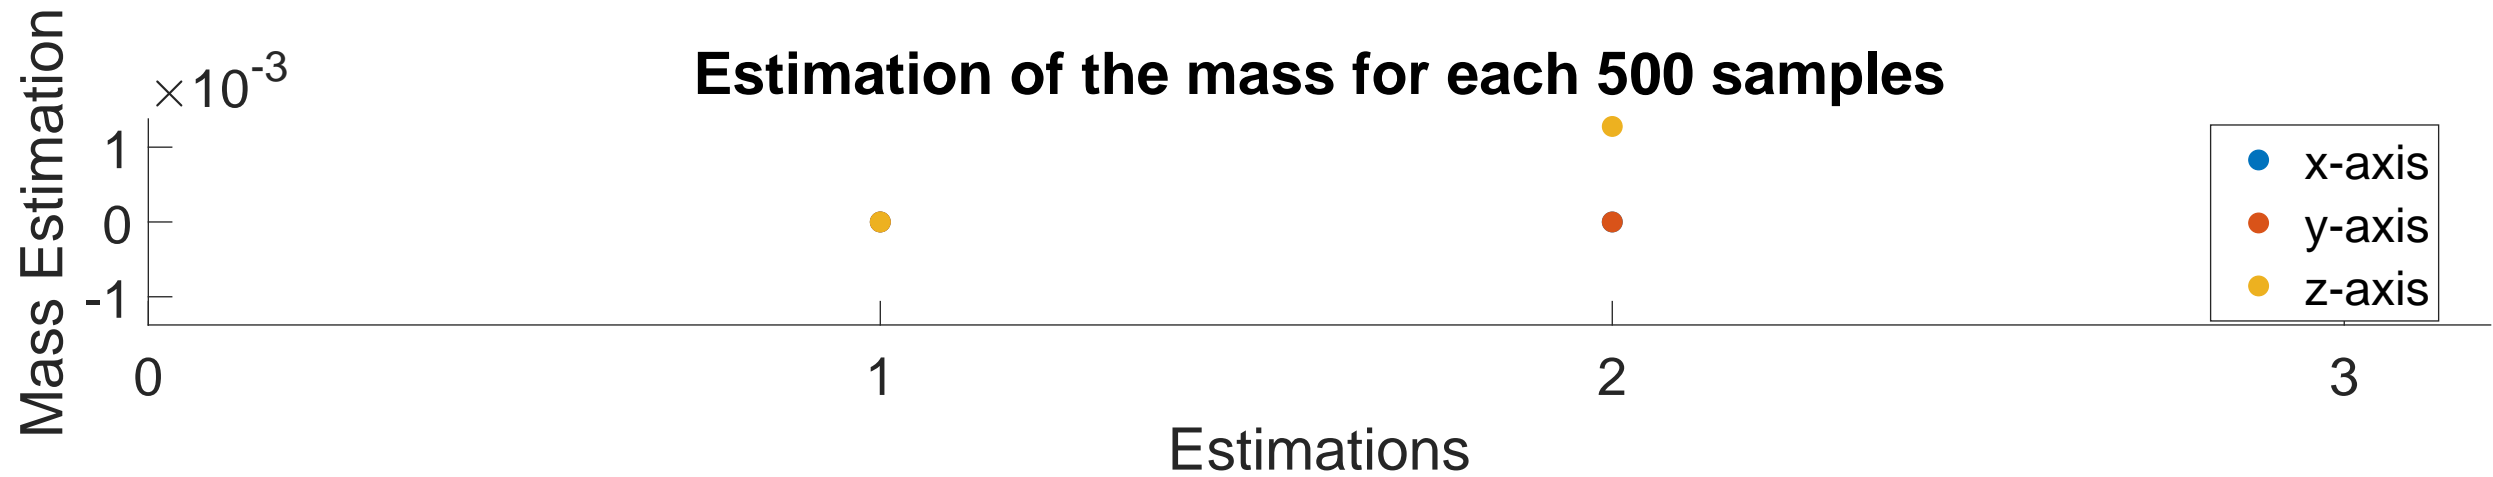 Estimation of the mass for each 500 samples
×10-3
Mass Estimation
1
0
-1
x-axis
y-axis
z-axis
0 1 2 3
Estimations